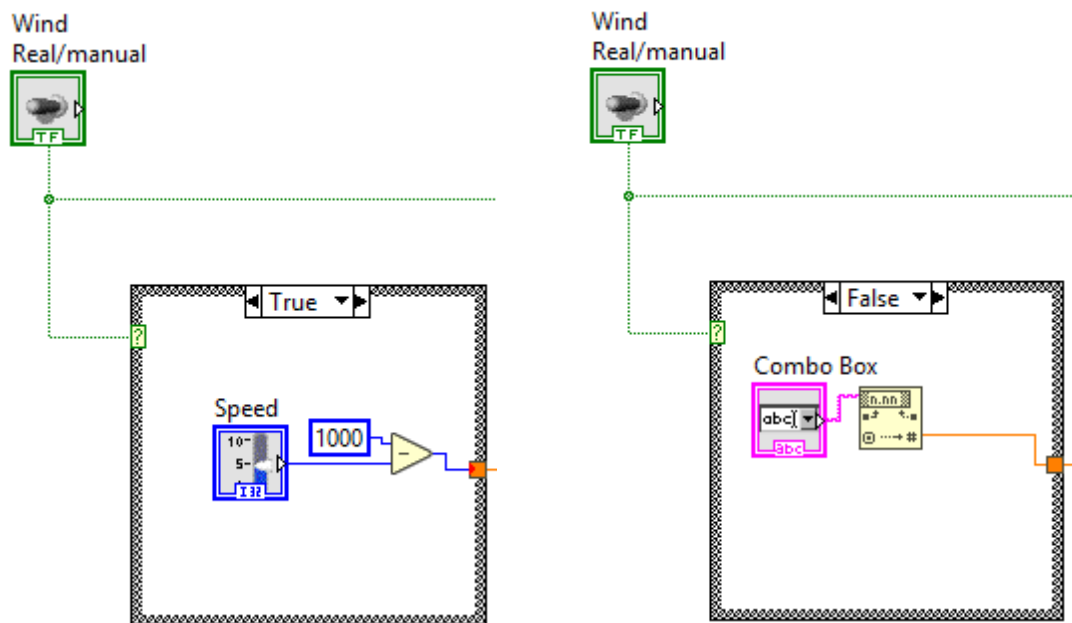 Wind
Real/manual
TF
True
?
Speed
10-
5-
I32
1000
-
Wind
Real/manual
TF
False
?
Combo Box
abc
abc
n.nn
#